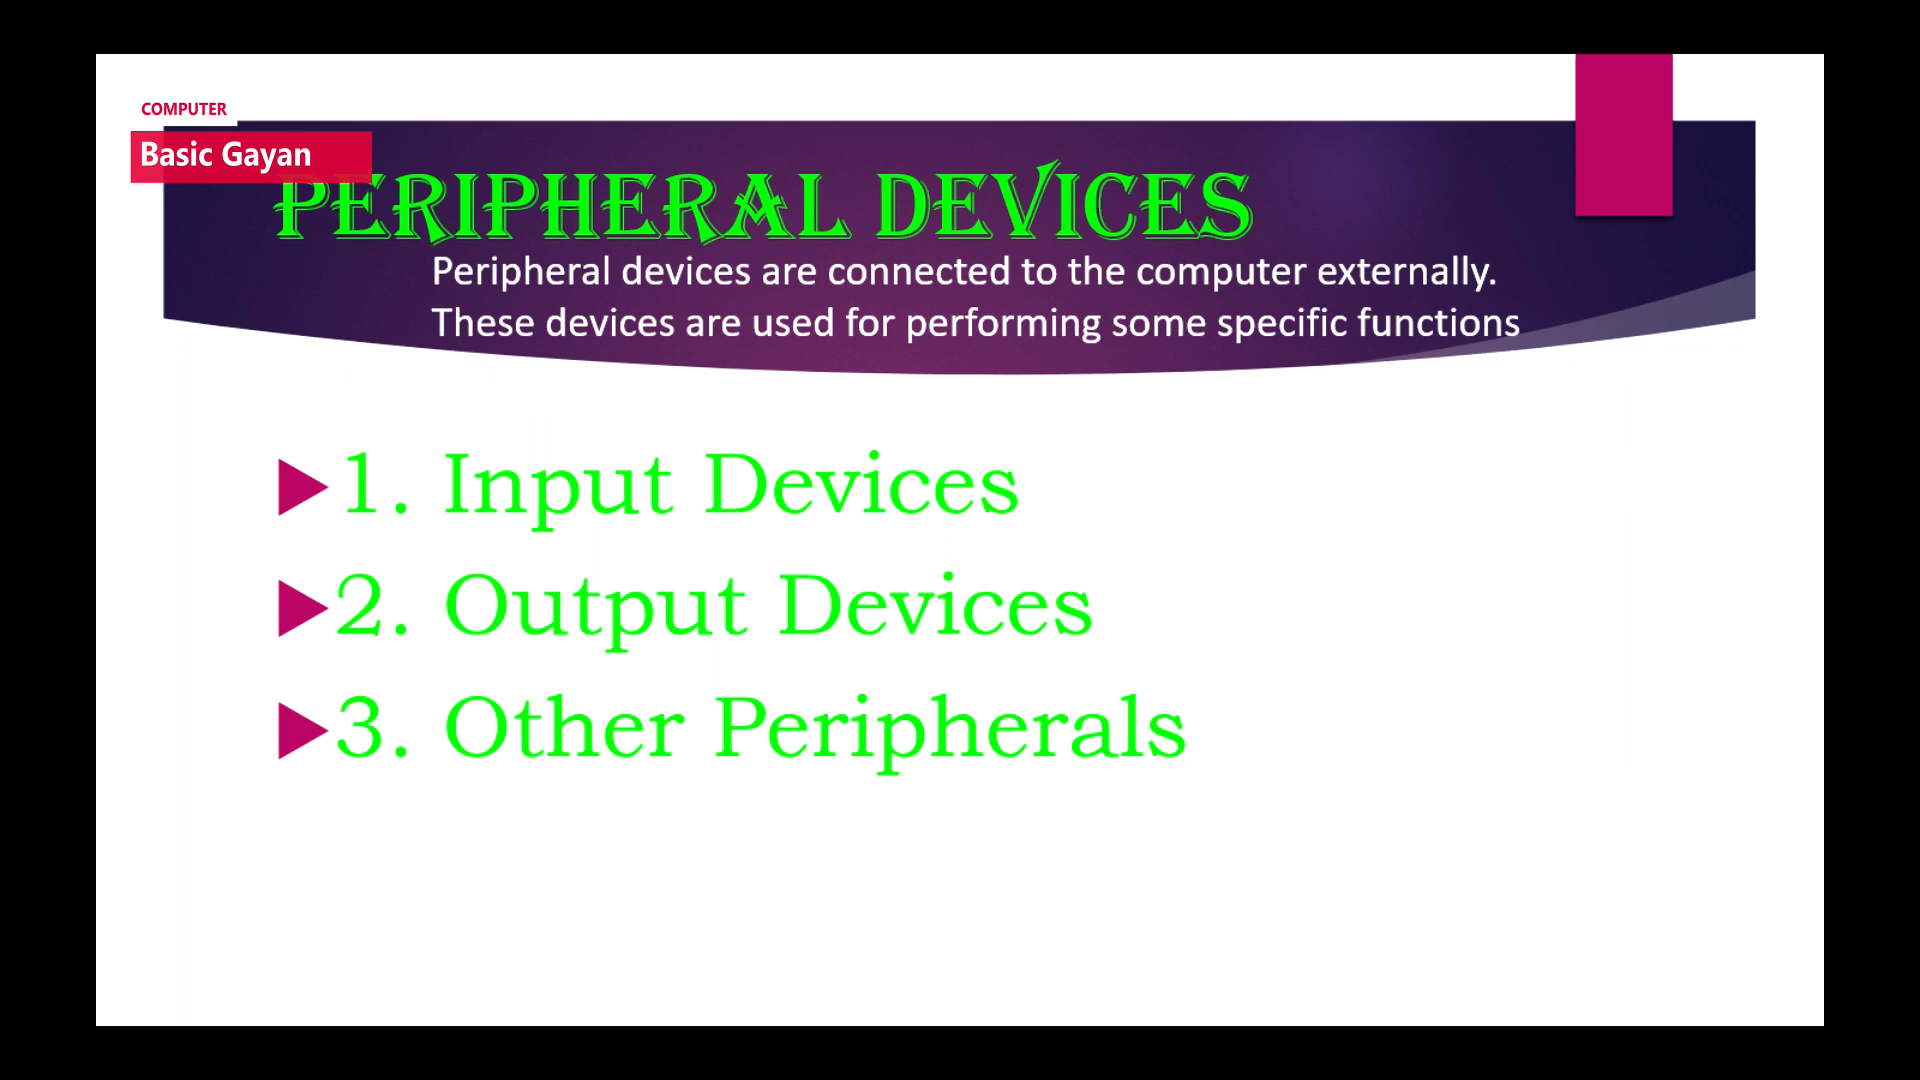 COMPUTER
Basic Gayan
PERIPHERAL DEVICES
Peripheral devices are connected to the computer externally.
These devices are used for performing some specific functions
1. Input Devices
2. Output Devices
3. Other Peripherals